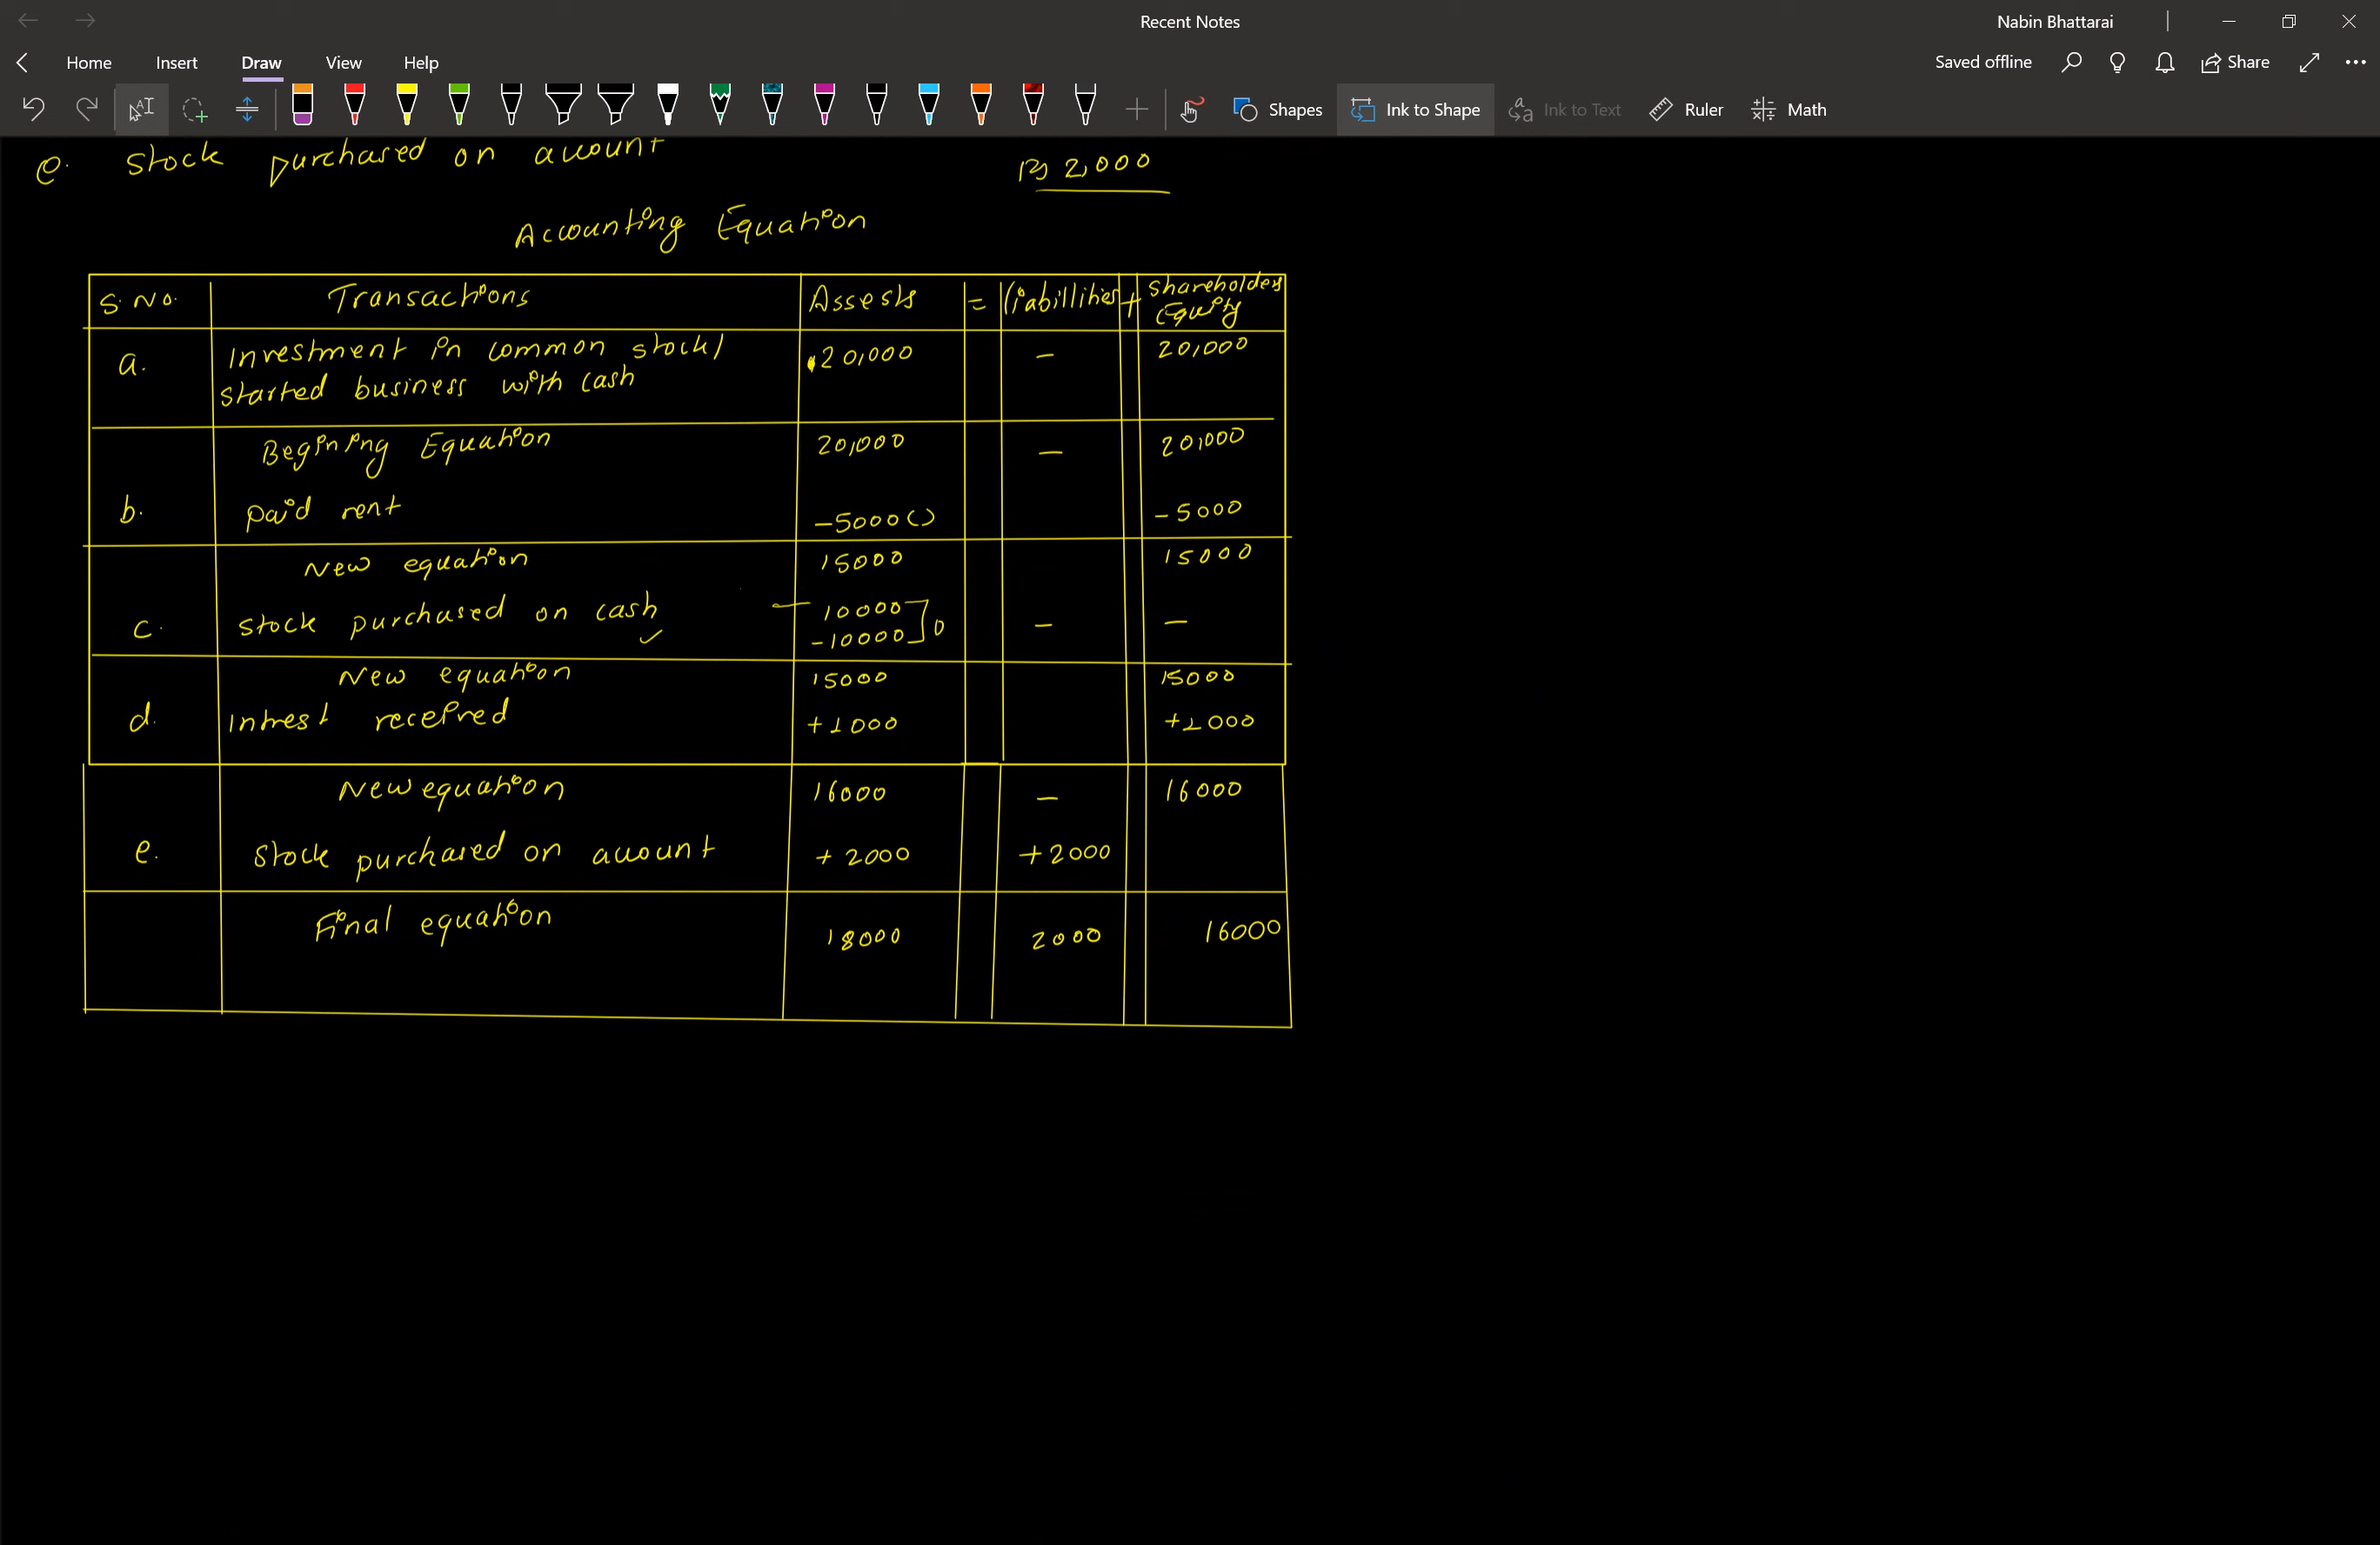 Recent Notes
Nabin Bhattarai
Home Insert Draw View Help
Saved offline
Share
Shapes
Ink to Shape
Ink to Text
Ruler
Math
e. Stock purchased on account Rs 2,000
Accounting Equation
S.No. Transactions Assests = liabillities + Shareholders
Equity
a. Investment in common stock/ 20,000 - 20,000
started business with cash
Begining Equation 20,000 - 20,000
b. paid rent -5000() -5000
New equation 15000 15000
c. stock purchased on cash 10000
-10000 ] 0 - -
New equation 15000 15000
d. Intrest received +1000 +1000
New equation 16000 - 16000
e. Stock purchased on account +2000 +2000
Final equation 18000 2000 16000